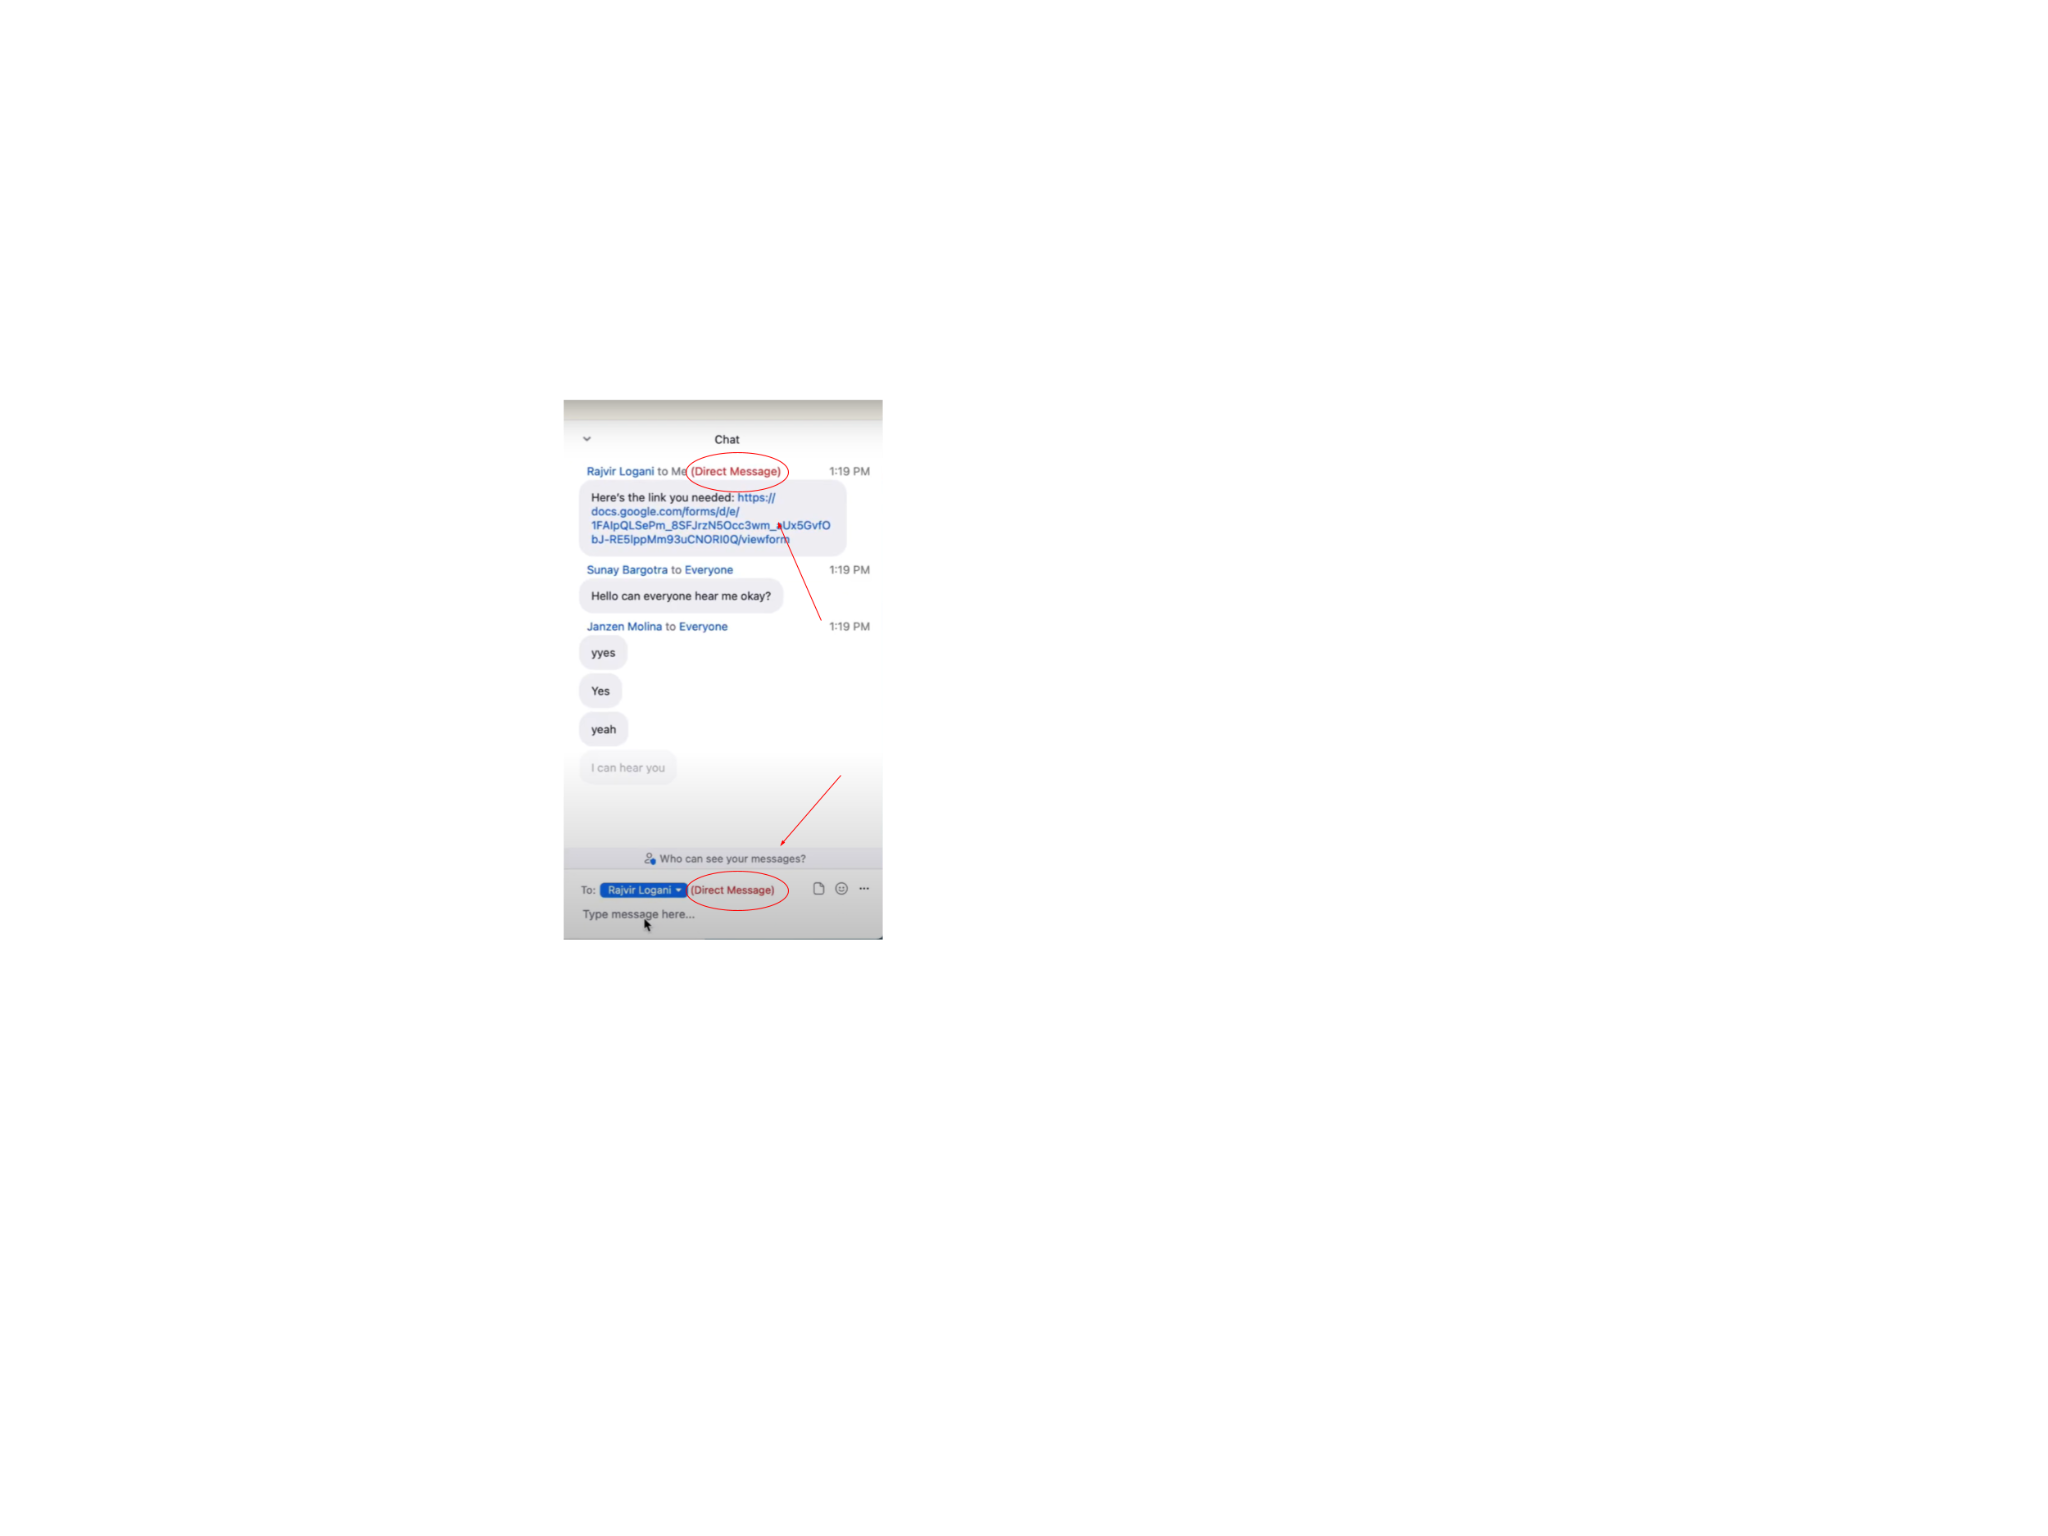 Chat
Rajvir Logani to Me (Direct Message) 1:19 PM
Here's the link you needed: https://
docs.google.com/forms/d/e/
bJ-RE5IppMm93uCNORI0Q/viewform
Sunay Bargotra to Everyone 1:19 PM
Hello can everyone hear me okay?
Janzen Molina to Everyone 1:19 PM
yyes
Yes
yeah
I can hear you
Who can see your messages?
To: Rajvir Logani (Direct Message)
Type message here...